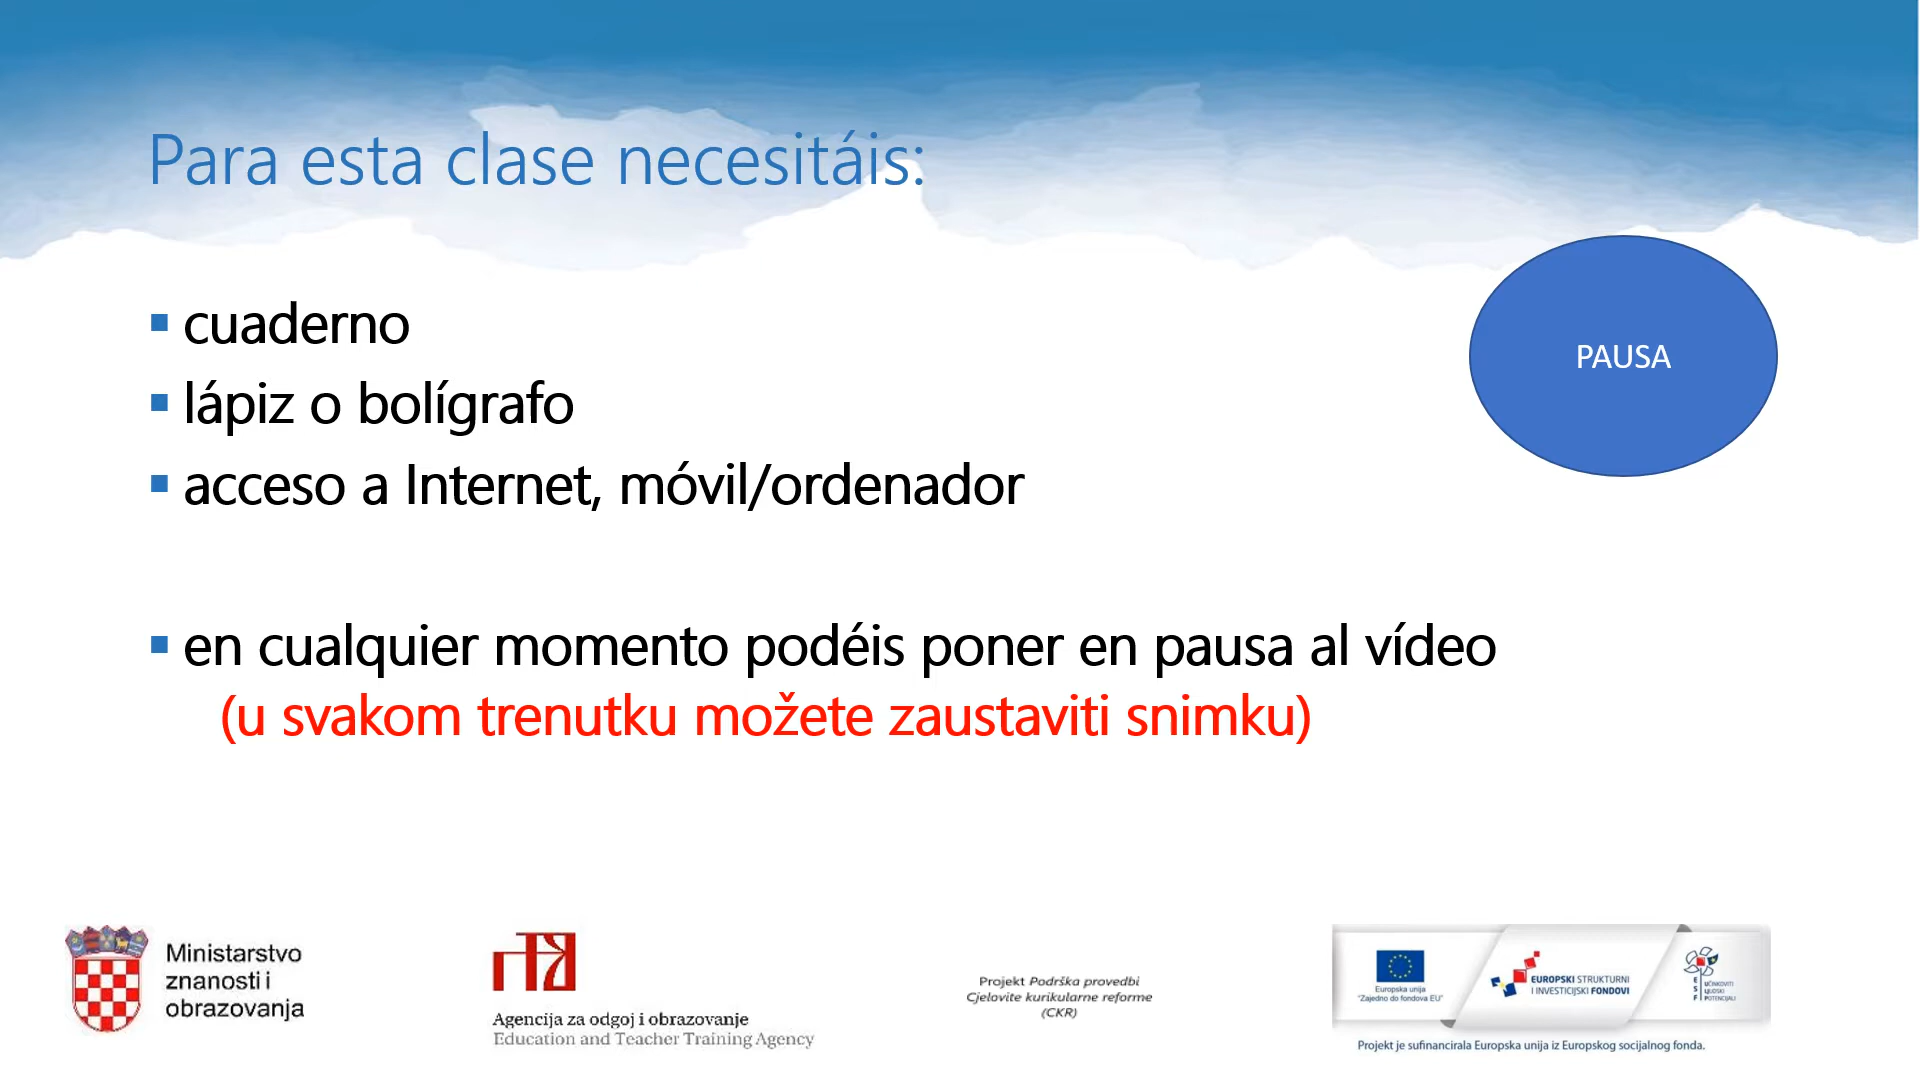 Para esta clase necesitáis:
cuaderno
lápiz o bolígrafo
acceso a Internet, móvil/ordenador
PAUSA
en cualquier momento podéis poner en pausa al vídeo
(u svakom trenutku možete zaustaviti snimku)
Ministarstvo
znanosti i
obrazovanja
Agencija za odgoj i obrazovanje
Education and Teacher Training Agency
Projekt Podrška provedbi
Cjelovite kurikularne reforme
(CKR)
Europska unija
"Zajedno do fondova EU"
EUROPSKI STRUKTURNI
I INVESTICIJSKI FONDOVI
ESF
UČINKOVITI
LJUDSKI
POTENCIJALI
Projekt je sufinancirala Europska unija iz Europskog socijalnog fonda.